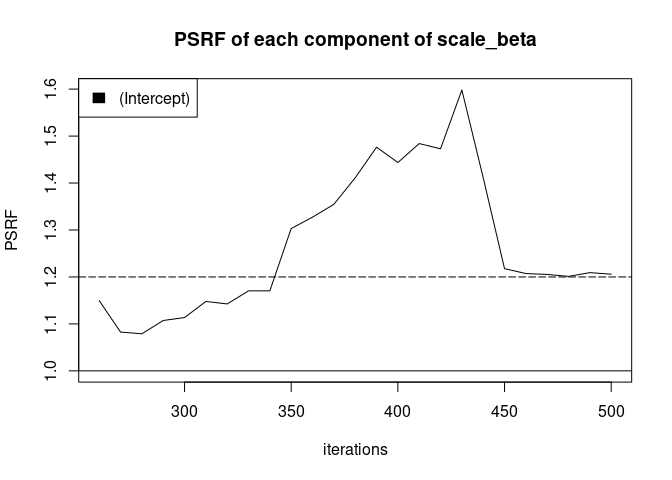 PSRF of each component of scale_beta
(Intercept)
PSRF
1.6
1.5
1.4
1.3
1.2
1.1
1.0
300 350 400 450 500
iterations